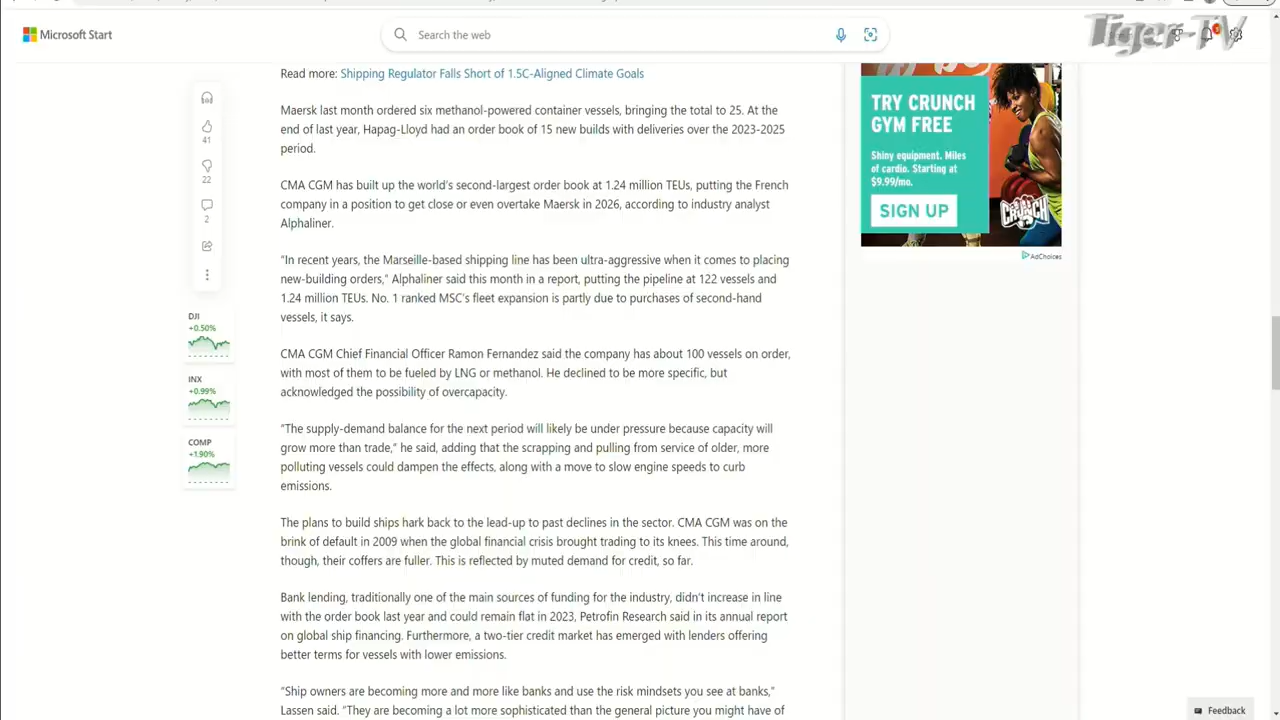 Microsoft Start
Search the web
Tiger-TV
Read more: Shipping Regulator Falls Short of 1.5C-Aligned Climate Goals
Maersk last month ordered six methanol-powered container vessels, bringing the total to 25. At the
end of last year, Hapag-Lloyd had an order book of 15 new builds with deliveries over the 2023-2025
period.
CMA CGM has built up the world's second-largest order book at 1.24 million TEUs, putting the French
company in a position to get close or even overtake Maersk in 2026, according to industry analyst
Alphaliner.
"In recent years, the Marseille-based shipping line has been ultra-aggressive when it comes to placing
new-building orders," Alphaliner said this month in a report, putting the pipeline at 122 vessels and
1.24 million TEUs. No. 1 ranked MSC's fleet expansion is partly due to purchases of second-hand
vessels, it says.
CMA CGM Chief Financial Officer Ramon Fernandez said the company has about 100 vessels on order,
with most of them to be fueled by LNG or methanol. He declined to be more specific, but
acknowledged the possibility of overcapacity.
"The supply-demand balance for the next period will likely be under pressure because capacity will
grow more than trade," he said, adding that the scrapping and pulling from service of older, more
polluting vessels could dampen the effects, along with a move to slow engine speeds to curb
emissions.
The plans to build ships hark back to the lead-up to past declines in the sector. CMA CGM was on the
brink of default in 2009 when the global financial crisis brought trading to its knees. This time around,
though, their coffers are fuller. This is reflected by muted demand for credit, so far.
Bank lending, traditionally one of the main sources of funding for the industry, didn't increase in line
with the order book last year and could remain flat in 2023, Petrofin Research said in its annual report
on global ship financing. Furthermore, a two-tier credit market has emerged with lenders offering
better terms for vessels with lower emissions.
"Ship owners are becoming more and more like banks and use the risk mindsets you see at banks,"
Lassen said. "They are becoming a lot more sophisticated than the general picture you might have of
41
22
2
DJI
+0.50%
INX
+0.99%
COMP
+1.90%
TRY CRUNCH
GYM FREE
Shiny equipment. Miles
of cardio. Starting at
$9.99/mo.
SIGN UP
CRUNCH
AdChoices
Feedback